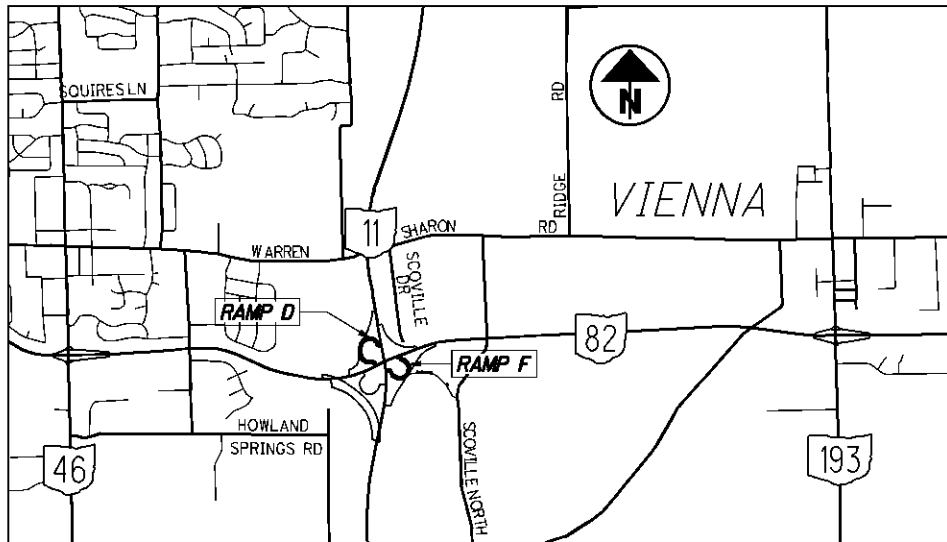 SQUIRES LN
RD
N
RIDGE
VIENNA
11
SHARON
RD
WARREN
SCOVILLE
DR
RAMP D
82
RAMP F
HOWLAND
SPRINGS RD
SCOVILLE NORTH
46
193